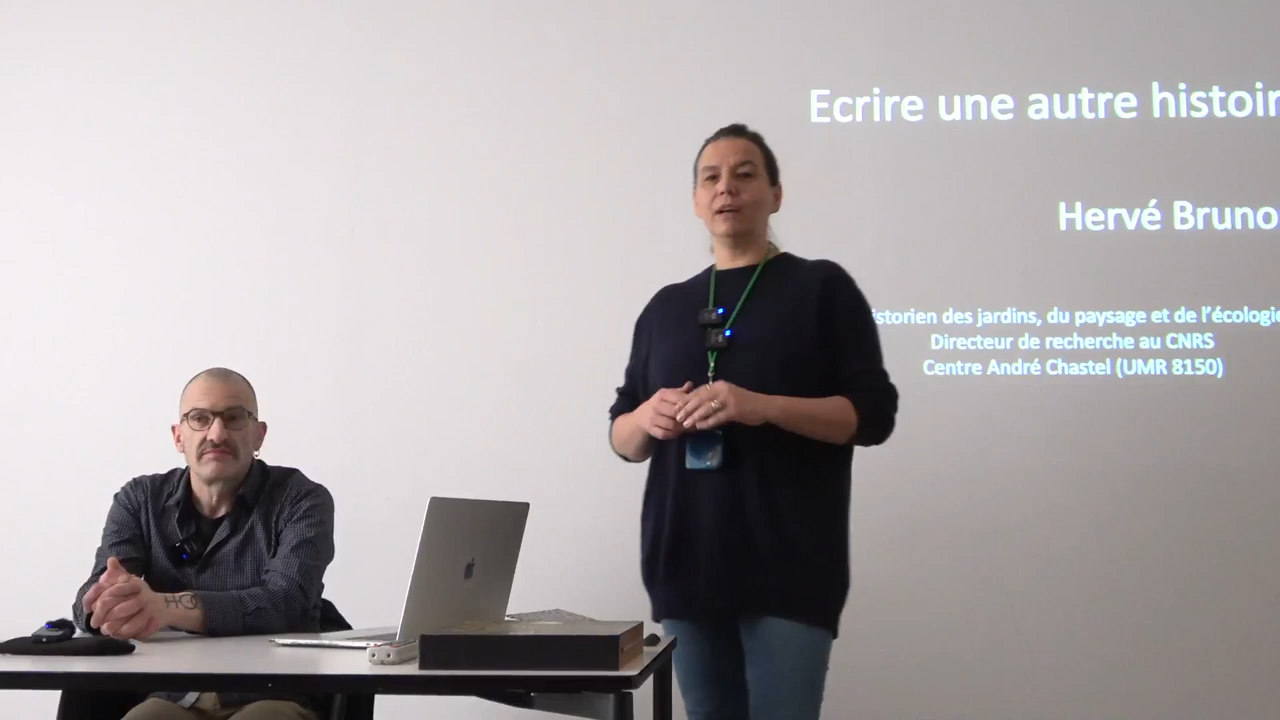 Ecrire une autre histoir
Hervé Bruno
istorien des jardins, du paysage et de l'écologie
Directeur de recherche au CNRS
Centre André Chastel (UMR 8150)